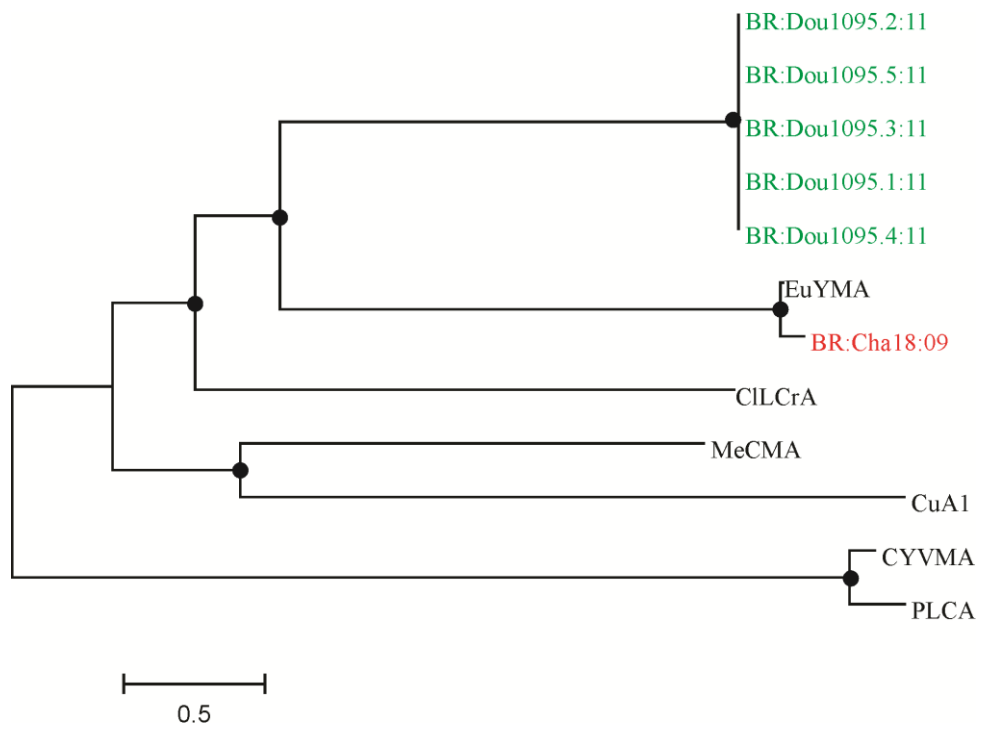 BR:Dou1095.2:11
BR:Dou1095.5:11
BR:Dou1095.3:11
BR:Dou1095.1:11
BR:Dou1095.4:11
EuYMA
BR:Cha18:09
ClLCrA
MeCMA
CuA1
CYVMA
PLCA
0.5